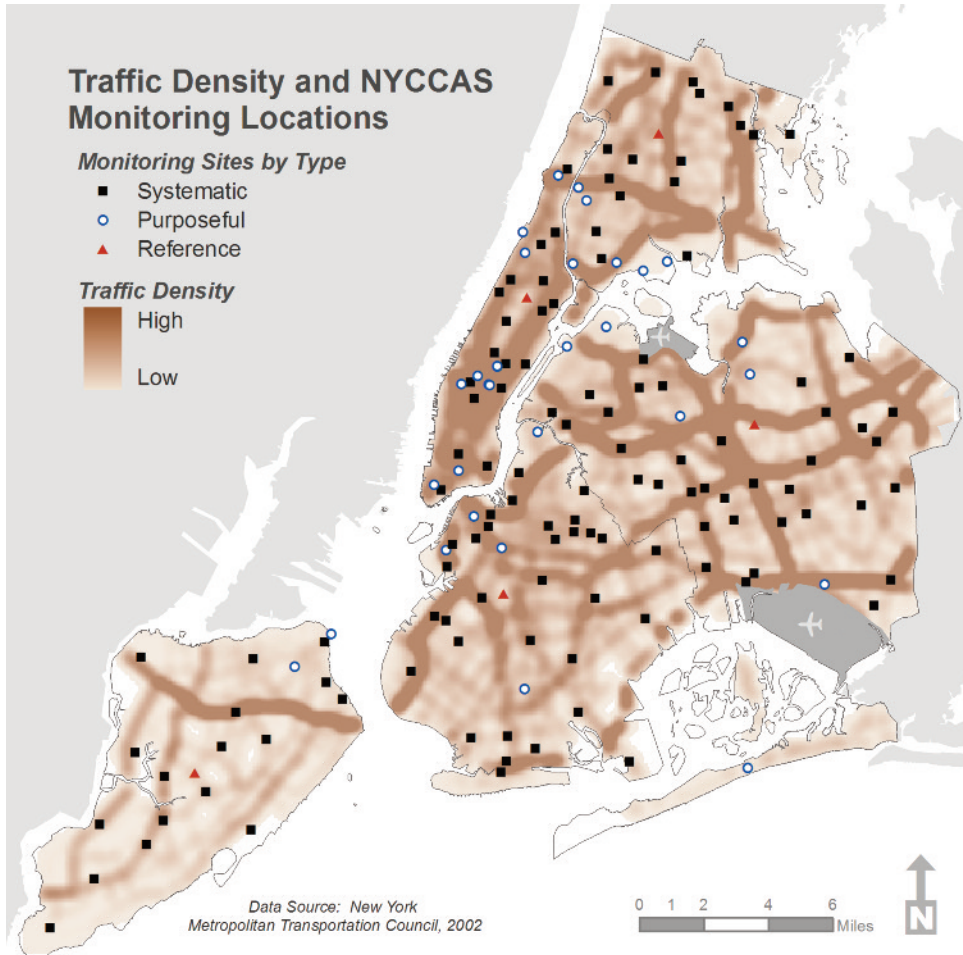 Traffic Density and NYCCAS
Monitoring Locations
Monitoring Sites by Type
Systematic
Purposeful
Reference
Traffic Density
High
Low
Data Source: New York
Metropolitan Transportation Council, 2002
0 1 2 4 6
Miles
N